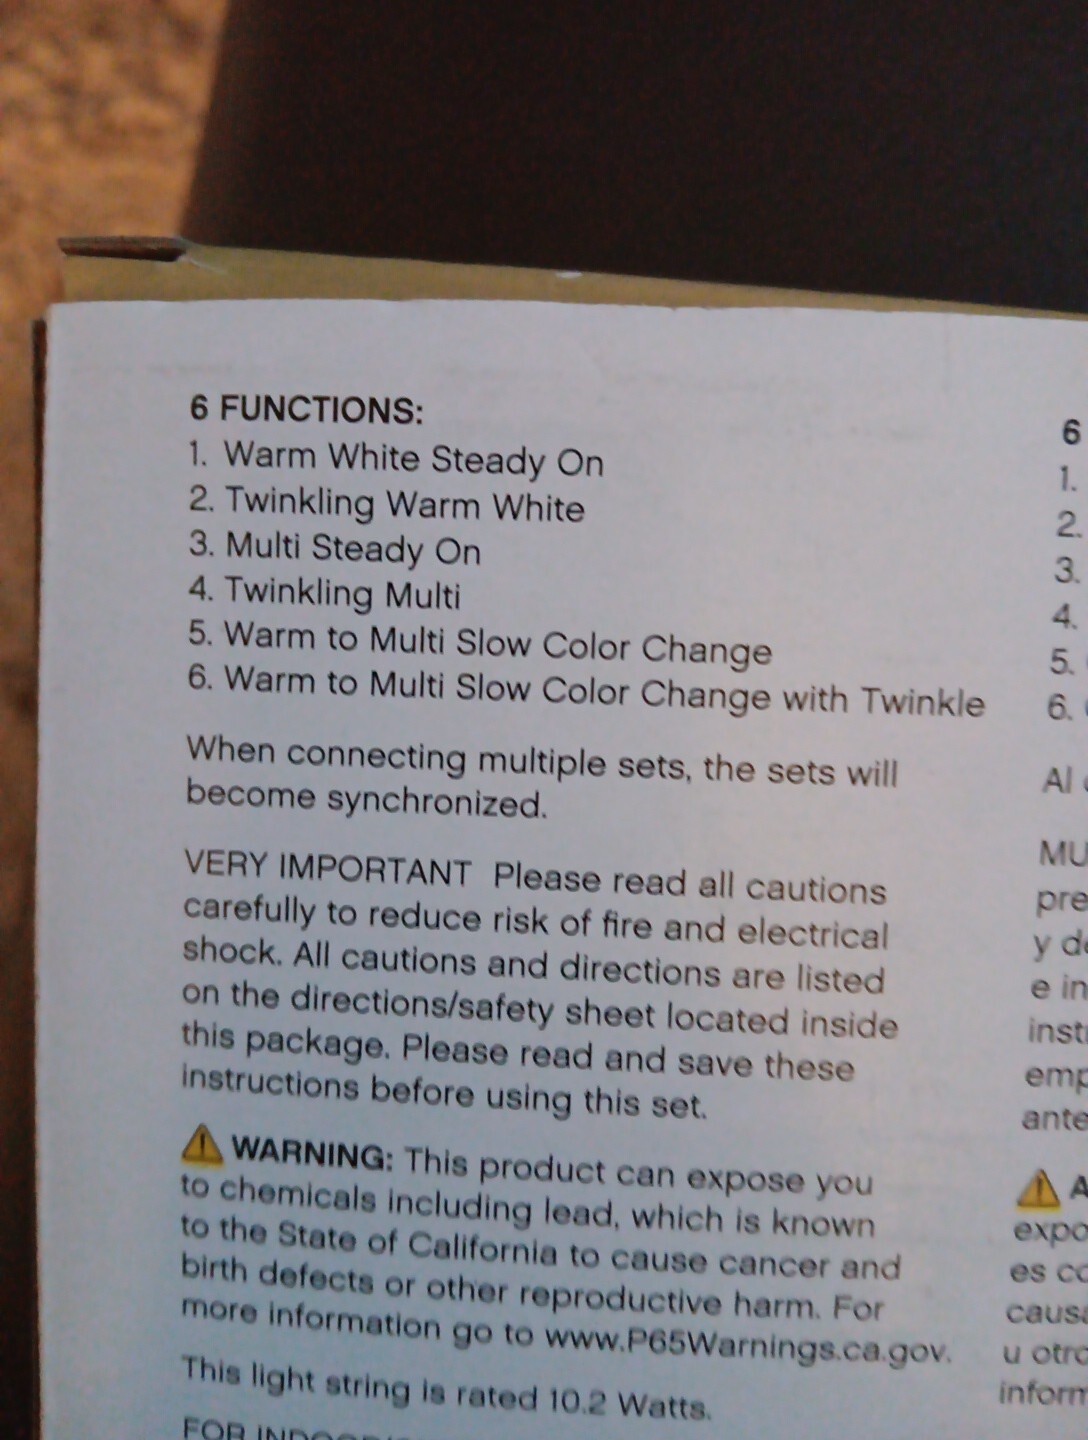 6 FUNCTIONS:
1. Warm White Steady On
2. Twinkling Warm White
3. Multi Steady On
4. Twinkling Multi
5. Warm to Multi Slow Color Change
6. Warm to Multi Slow Color Change with Twinkle
When connecting multiple sets, the sets will
become synchronized.
VERY IMPORTANT Please read all cautions
carefully to reduce risk of fire and electrical
shock. All cautions and directions are listed
on the directions/safety sheet located inside
this package. Please read and save these
instructions before using this set.
WARNING: This product can expose you
to chemicals including lead, which is known
to the State of California to cause cancer and
birth defects or other reproductive harm. For
more information go to www.P65Warnings.ca.gov.
This light string is rated 10.2 Watts.
FOR
6
1.
2.
3.
4.
5.
6.
Al
MU
pre
y
e in
inst
emp
ante
A
expo
es
causa
u otro
inform